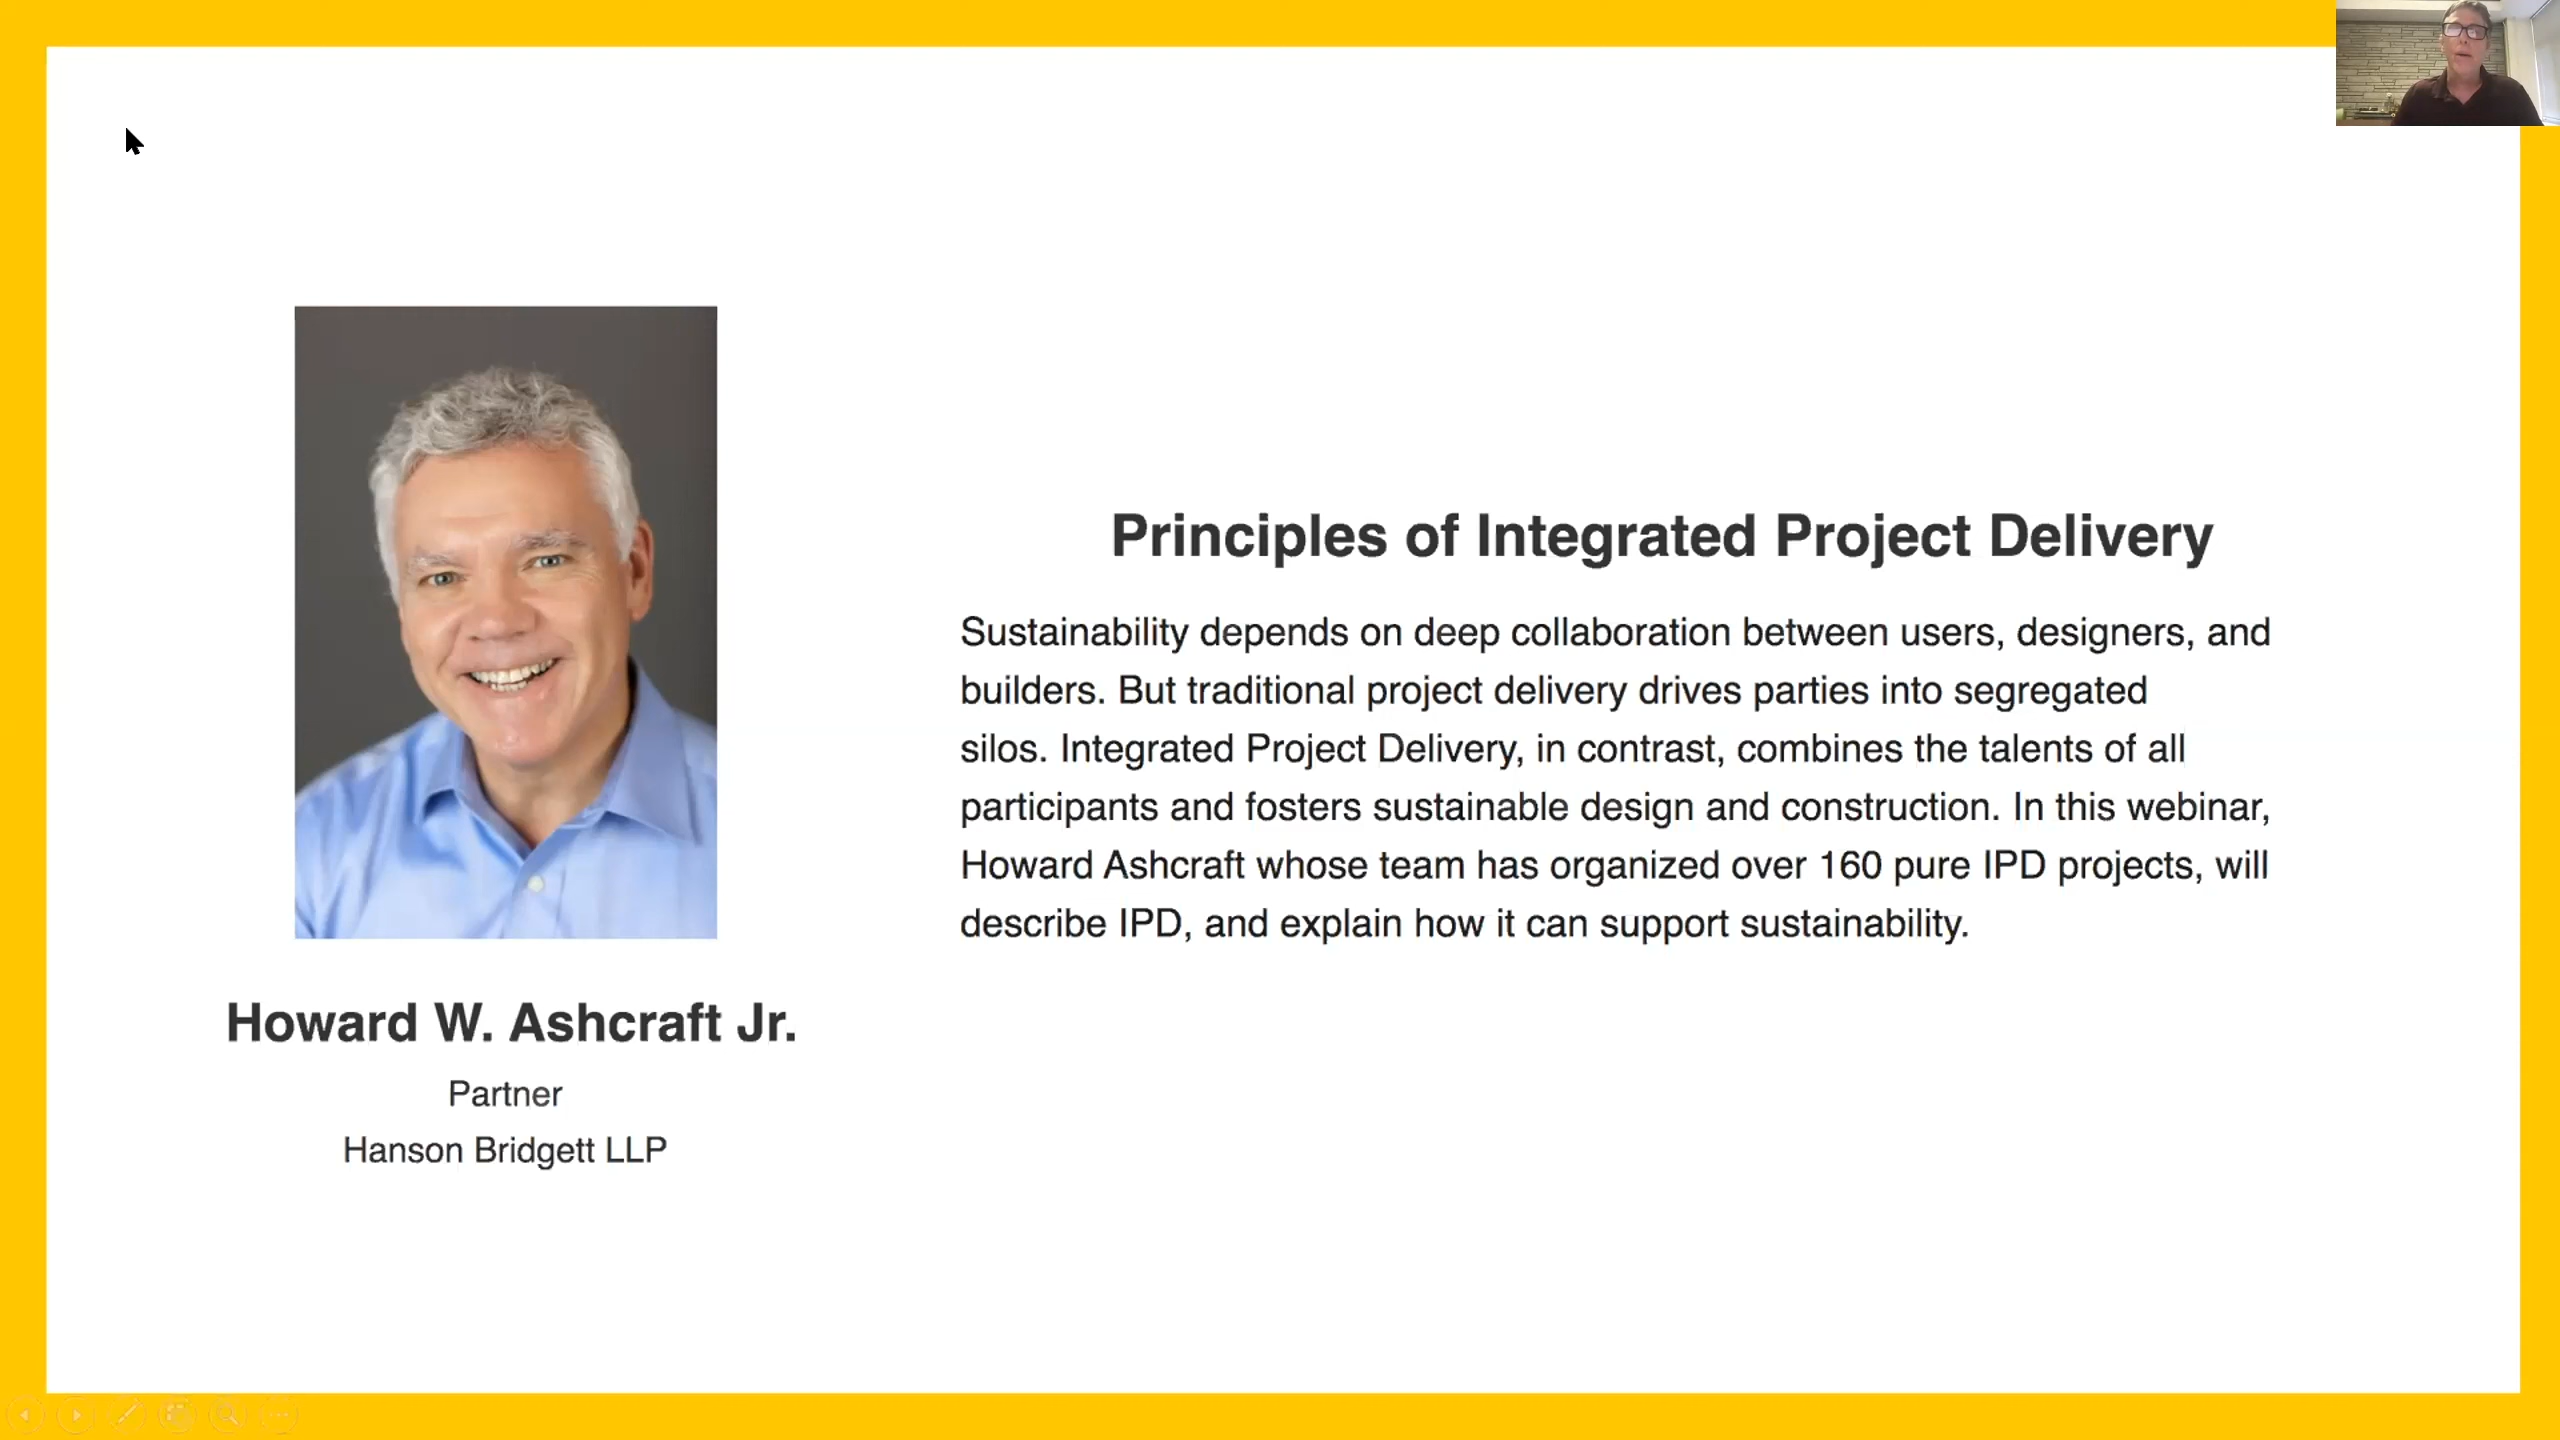 Principles of Integrated Project Delivery
Sustainability depends on deep collaboration between users, designers, and
builders. But traditional project delivery drives parties into segregated
silos. Integrated Project Delivery, in contrast, combines the talents of all
participants and fosters sustainable design and construction. In this webinar,
Howard Ashcraft whose team has organized over 160 pure IPD projects, will
describe IPD, and explain how it can support sustainability.
Howard W. Ashcraft Jr.
Partner
Hanson Bridgett LLP